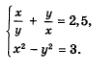 x/y + y/x = 2,5,
x² − y² = 3.